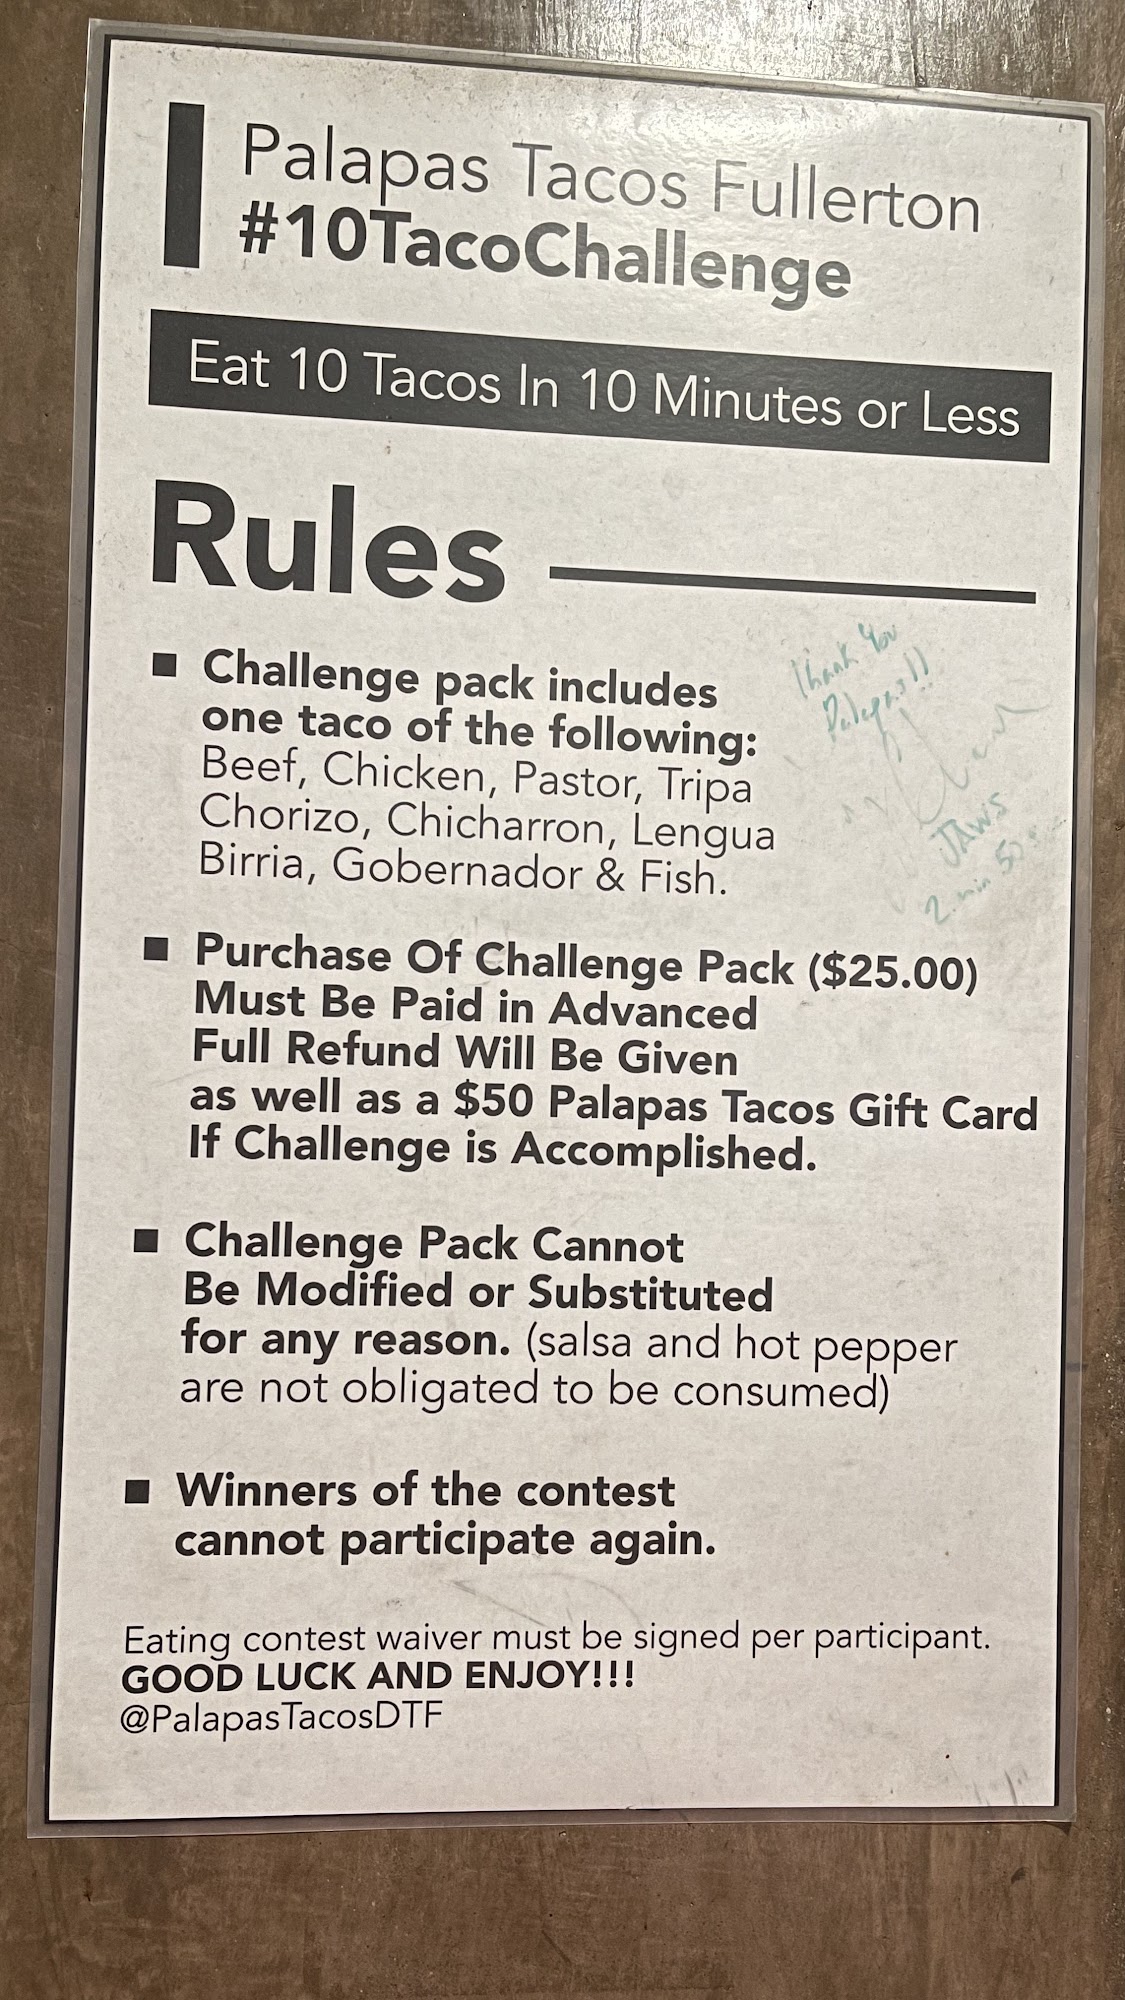 Palapas Tacos Fullerton
#10TacoChallenge
Eat 10 Tacos In 10 Minutes or Less
Rules
Thank You
Palapas!!
JAWS
2 min 50
■ Challenge pack includes
one taco of the following:
Beef, Chicken, Pastor, Tripa
Chorizo, Chicharron, Lengua
Birria, Gobernador & Fish.
■ Purchase Of Challenge Pack ($25.00)
Must Be Paid in Advanced
Full Refund Will Be Given
as well as a $50 Palapas Tacos Gift Card
If Challenge is Accomplished.
■ Challenge Pack Cannot
Be Modified or Substituted
for any reason. (salsa and hot pepper
are not obligated to be consumed)
■ Winners of the contest
cannot participate again.
Eating contest waiver must be signed per participant.
GOOD LUCK AND ENJOY!!!
@PalapasTacosDTF